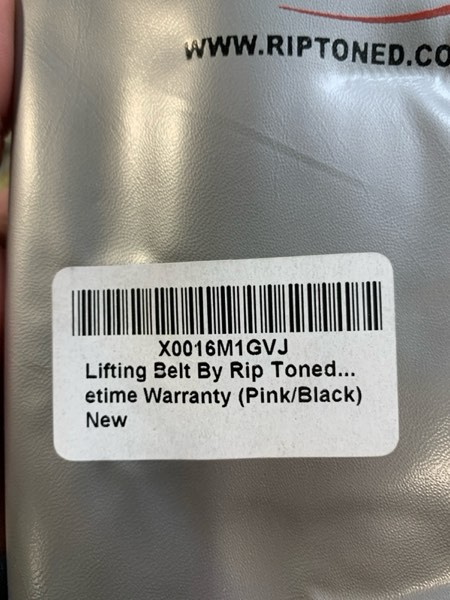 WWW.RIPTONED.CO
X0016M1GVJ
Lifting Belt By Rip Toned...
etime Warranty (Pink/Black)
New